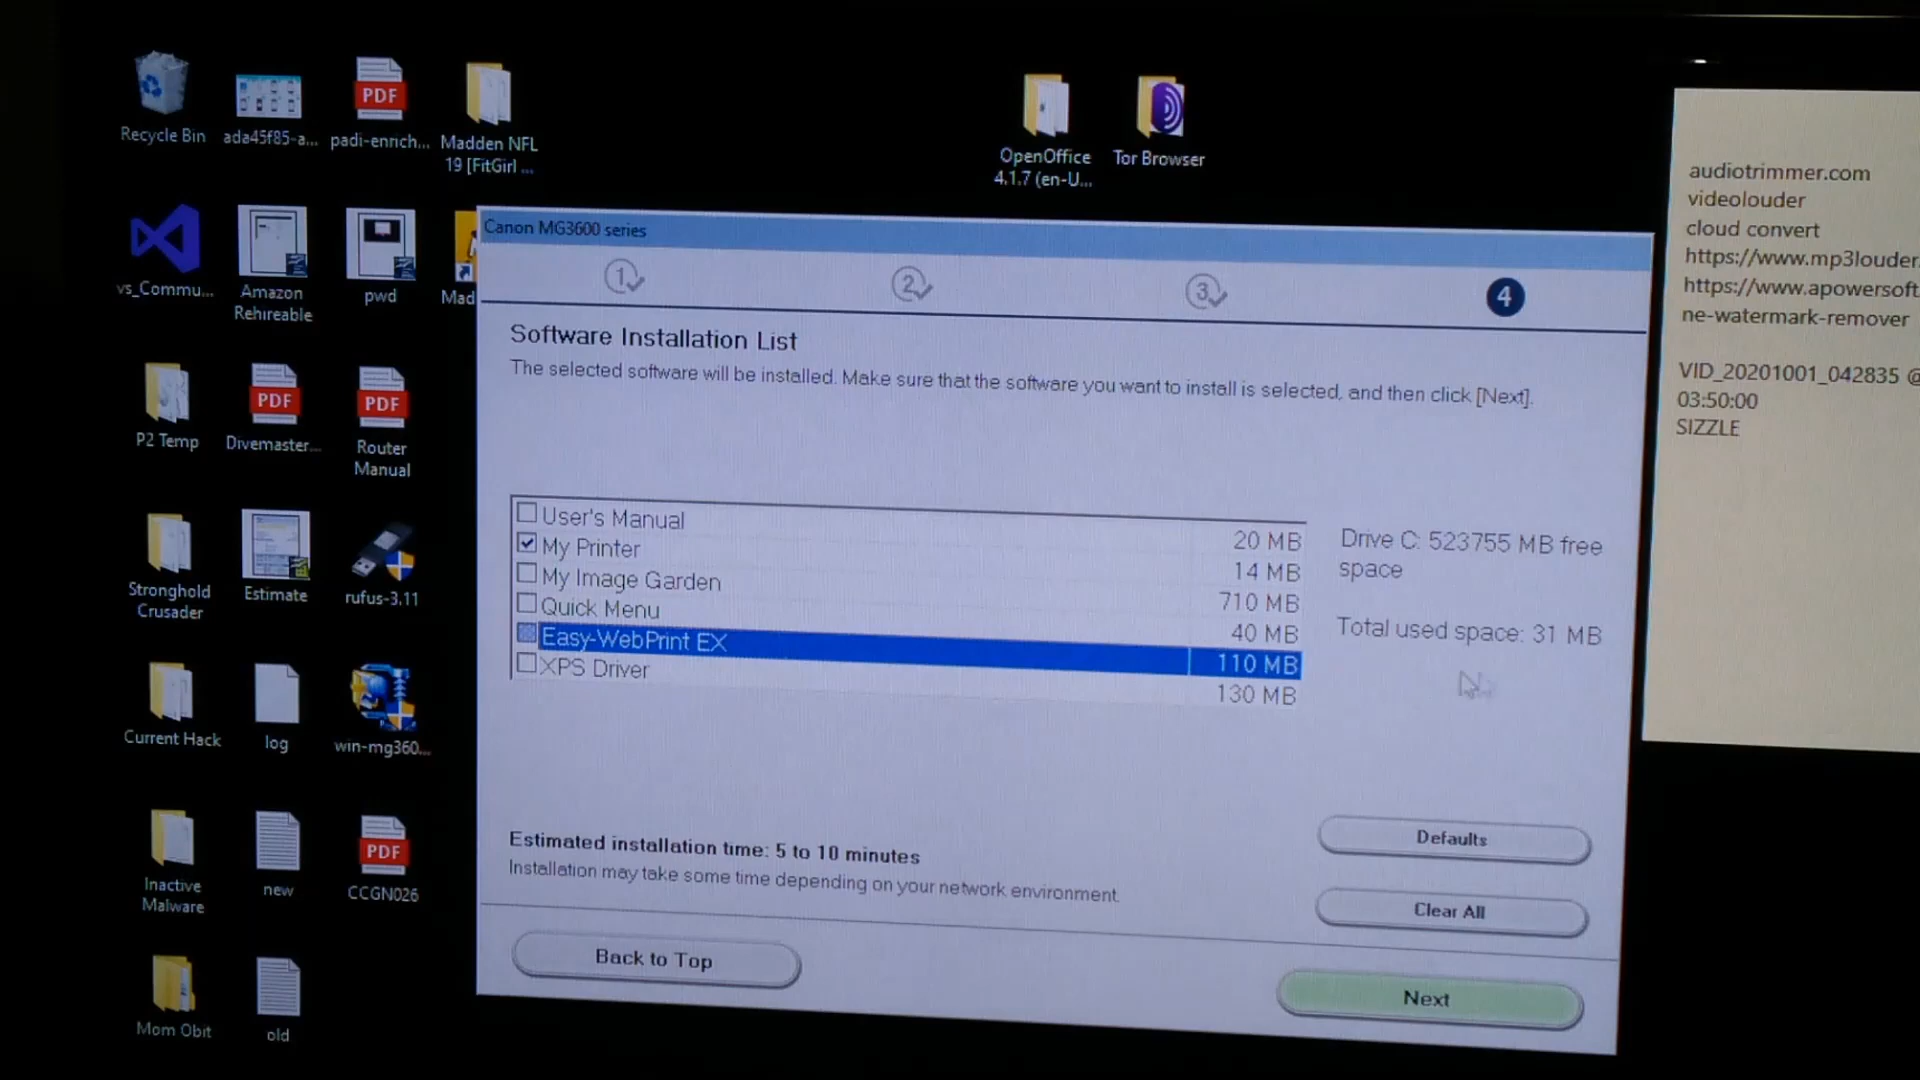 Recycle Bin
ada45f85-a...
padi-enrich...
Madden NFL
19 [FitGirl ...
OpenOffice
4.1.7 (en-U...
Tor Browser
vs_Commu...
Amazon
Rehireable
pwd
Mad
P2 Temp
Divemaster...
Router
Manual
Stronghold
Crusader
Estimate
rufus-3.11
Current Hack
log
win-mg360...
Inactive
Malware
new
CCGN026
Mom Obit
old
PDF
PDF
PDF
PDF
Canon MG3600 series
1
2
3
4
Software Installation List
The selected software will be installed. Make sure that the software you want to install is selected, and then click [Next].
User's Manual 20 MB
My Printer 14 MB
My Image Garden 710 MB
Quick Menu 40 MB
Easy-WebPrint EX 110 MB
XPS Driver 130 MB
Drive C: 523755 MB free
space
Total used space: 31 MB
Estimated installation time: 5 to 10 minutes
Installation may take some time depending on your network environment.
Defaults
Clear All
Back to Top
Next
audiotrimmer.com
videolouder
cloud convert
https://www.mp3louder.
https://www.apowersoft
ne-watermark-remover
VID_20201001_042835 @
03:50:00
SIZZLE